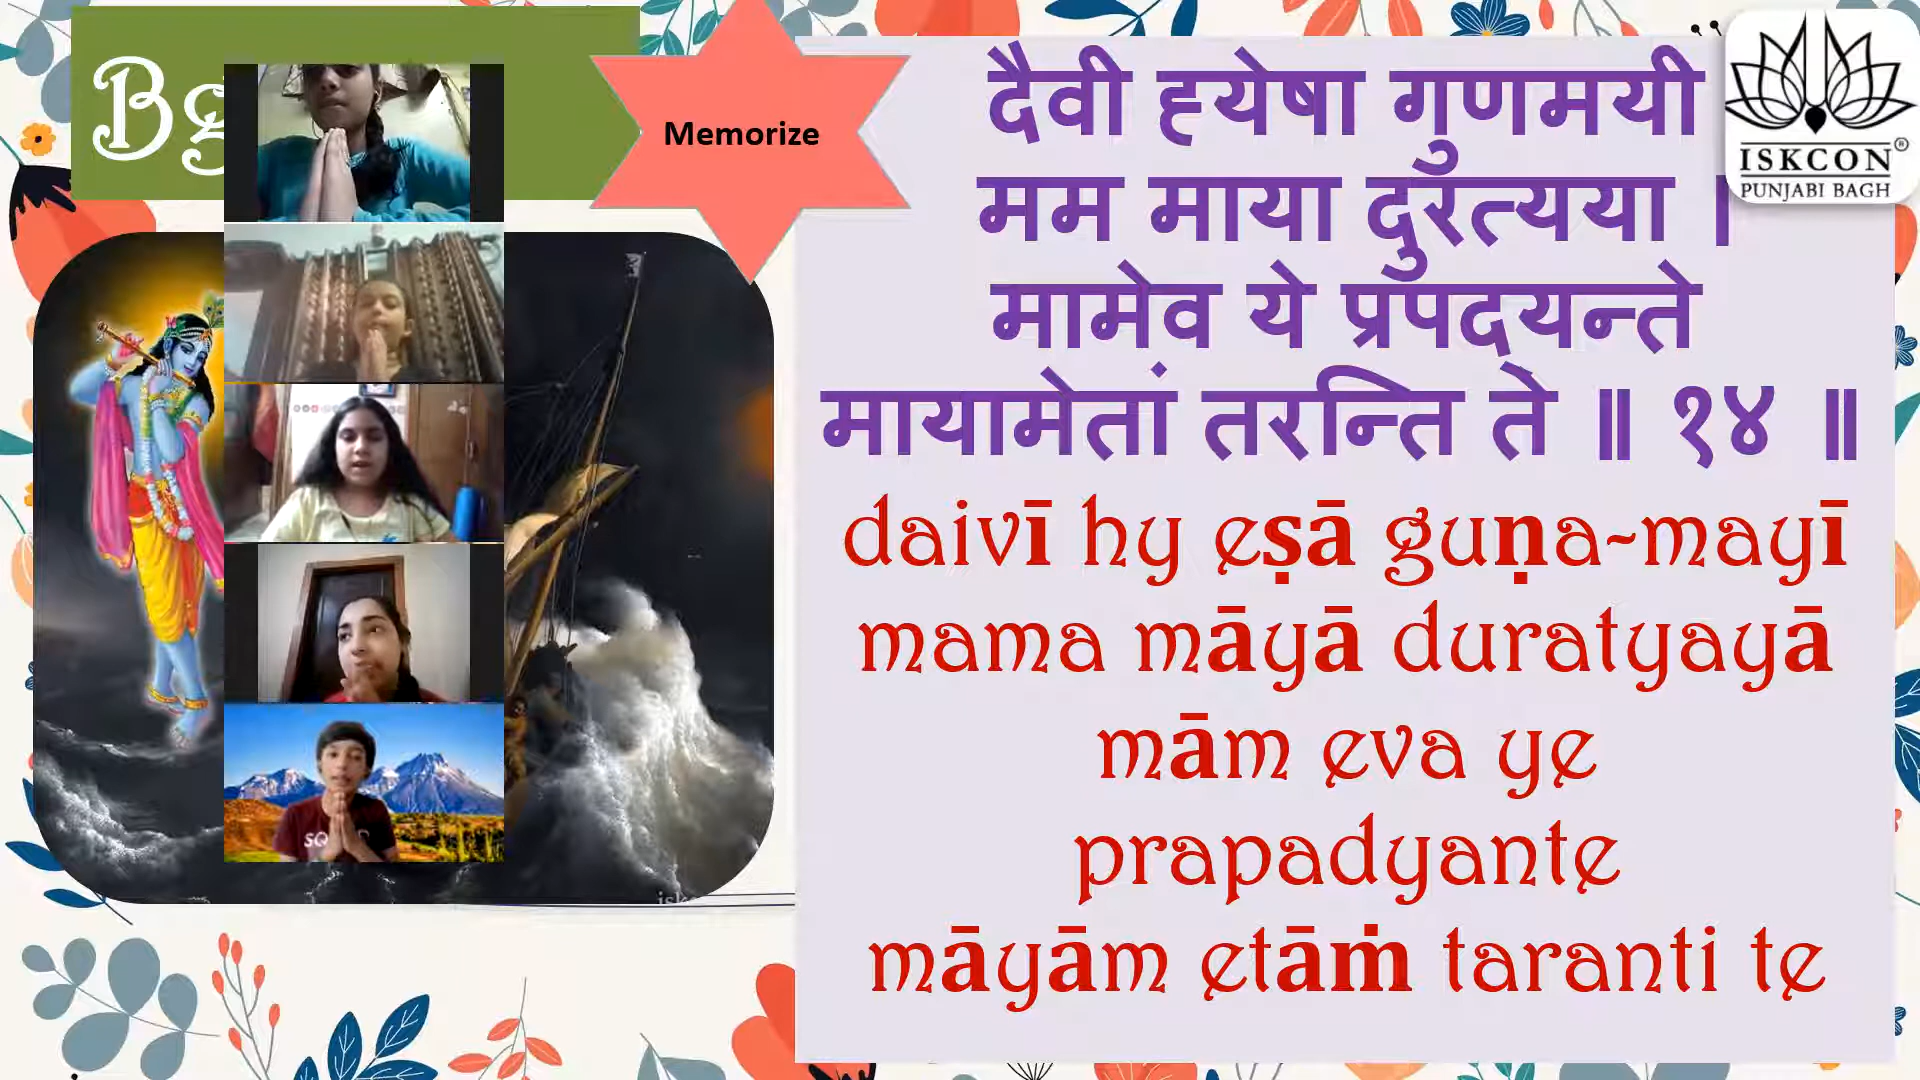 Memorize
दैवी ह्येषा गुणमयी
मम माया दुरत्यया ।
मामेव ये प्रपद्यन्ते
मायामेतां तरन्ति ते ॥ १४ ॥
daivī hy eṣā guṇa-mayī
mama māyā duratyayā
mām eva ye
prapadyante
māyām etāṁ taranti te
ISKCON®
PUNJABI BAGH